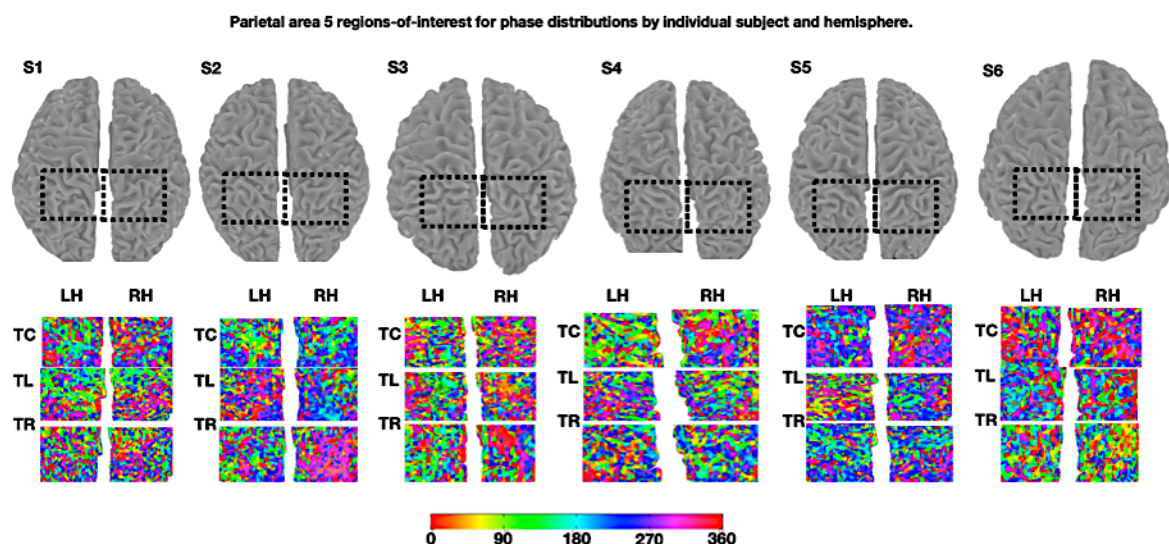 Parietal area 5 regions-of-interest for phase distributions by individual subject and hemisphere.
S1 S2 S3 S4 S5 S6
LH RH LH RH LH RH LH RH LH RH LH RH
TC TC TC TC TC TC
TL TL TL TL TL TL
TR TR TR TR TR TR
0 90 180 270 360